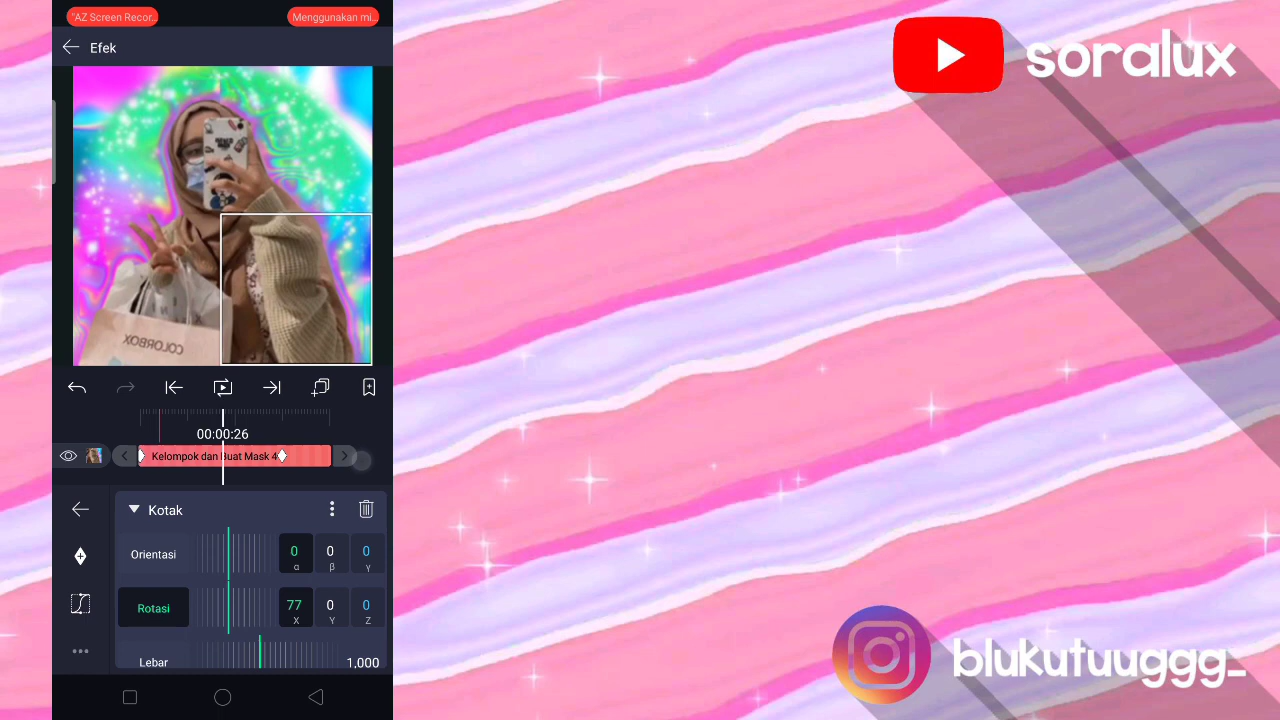 "AZ Screen Recor..
Menggunakan mi..
Efek
COLORBOX
00:00:26
Kelompok dan Buat Mask 4
Kotak
Orientasi
0
0
0
α
β
γ
Rotasi
77
0
0
X
Y
Z
Lebar
1,000
soralux
blukutuuggg_